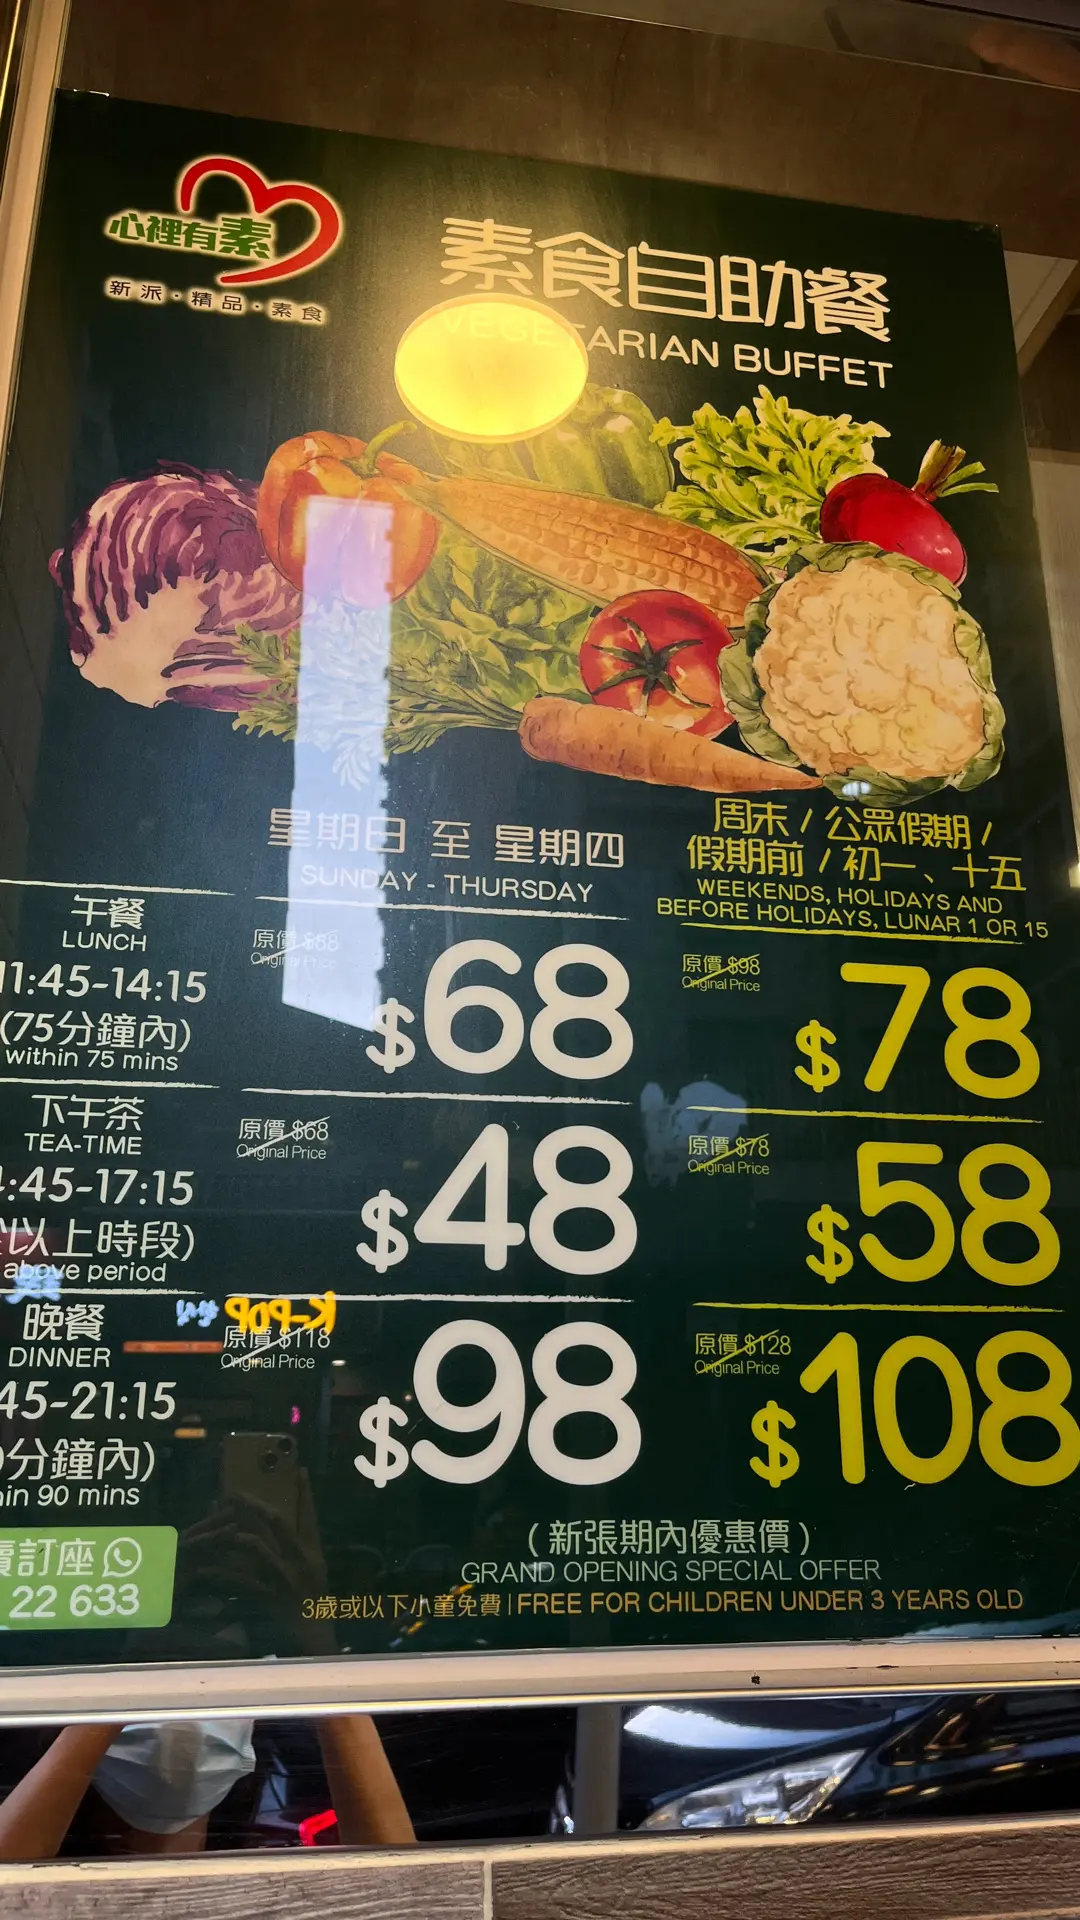 心裡有素
新派·精品·素食
素食自助餐
VEGETARIAN BUFFET
星期日 至 星期四
SUNDAY - THURSDAY
周末 / 公眾假期 /
假期前 / 初一、十五
WEEKENDS, HOLIDAYS AND
BEFORE HOLIDAYS, LUNAR 1 OR 15
午餐
LUNCH
11:45-14:15
(75分鐘內)
within 75 mins
原價 $88
Original Price
$68
原價 $98
Original Price
$78
下午茶
TEA-TIME
:45-17:15
以上時段)
above period
原價 $68
Original Price
$48
原價 $78
Original Price
$58
晚餐
DINNER
45-21:15
分鐘內)
in 90 mins
原價 $118
Original Price
$98
原價 $128
Original Price
$108
K-POP
訂座
22 633
(新張期內優惠價)
GRAND OPENING SPECIAL OFFER
3歲或以下小童免費 | FREE FOR CHILDREN UNDER 3 YEARS OLD